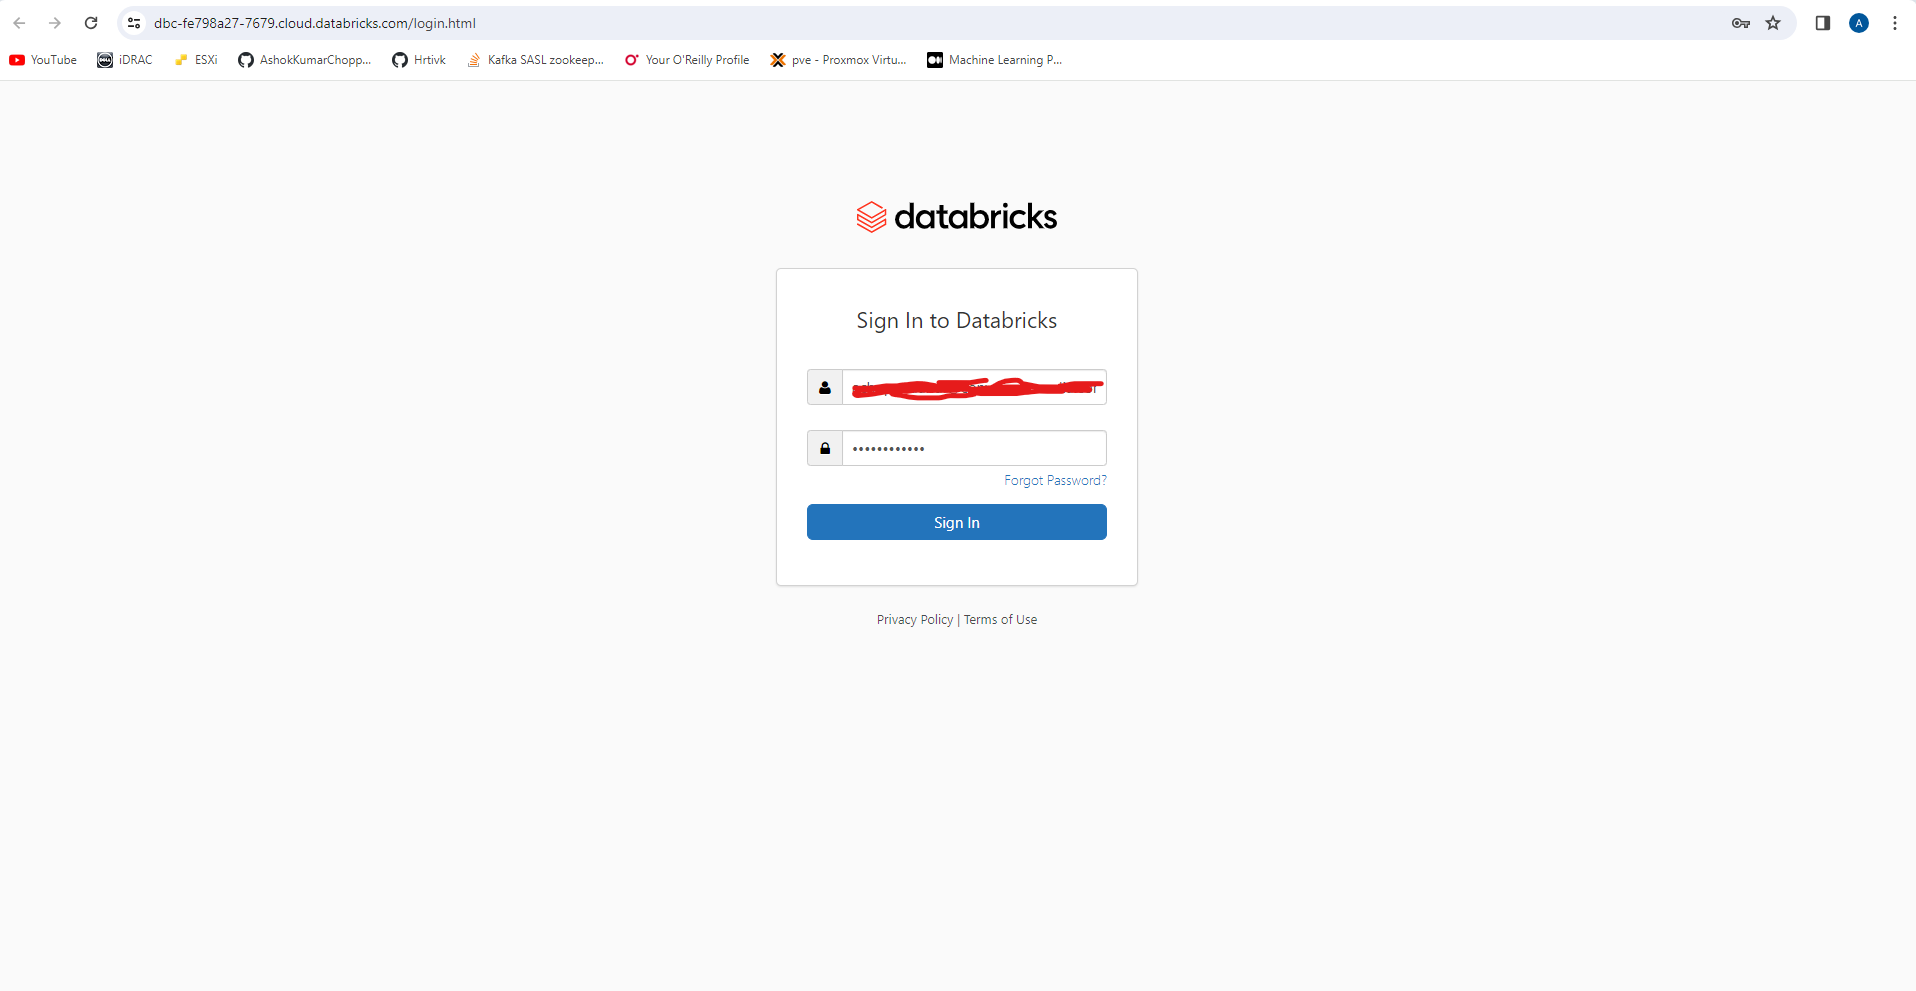 dbc-fe798a27-7679.cloud.databricks.com/login.html
A
YouTube iDRAC ESXi AshokKumarChopp... Hrtivk Kafka SASL zookeep... Your O'Reilly Profile pve - Proxmox Virtu... Machine Learning P...
databricks
Sign In to Databricks
••••••••••••
Forgot Password?
Sign In
Privacy Policy | Terms of Use